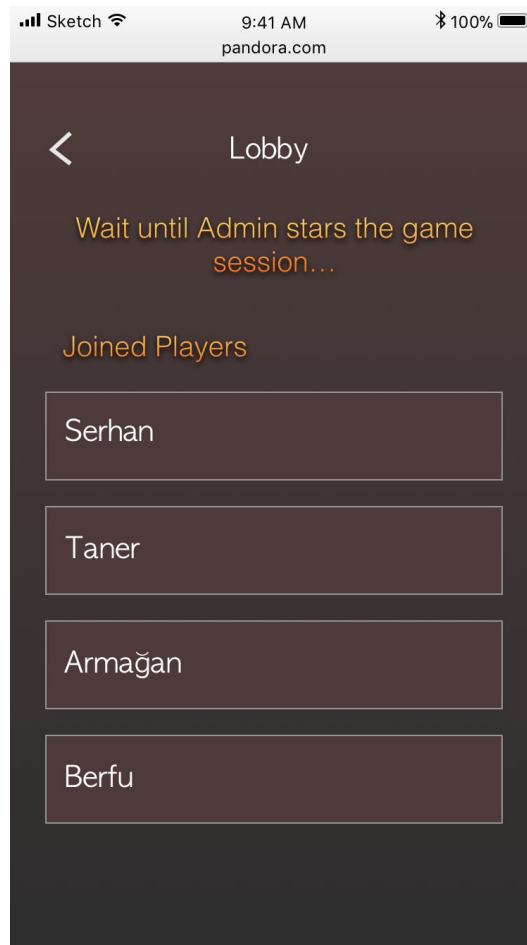 Sketch 9:41 AM 100%
pandora.com
Lobby
Wait until Admin stars the game
session...
Joined Players
Serhan
Taner
Armağan
Berfu